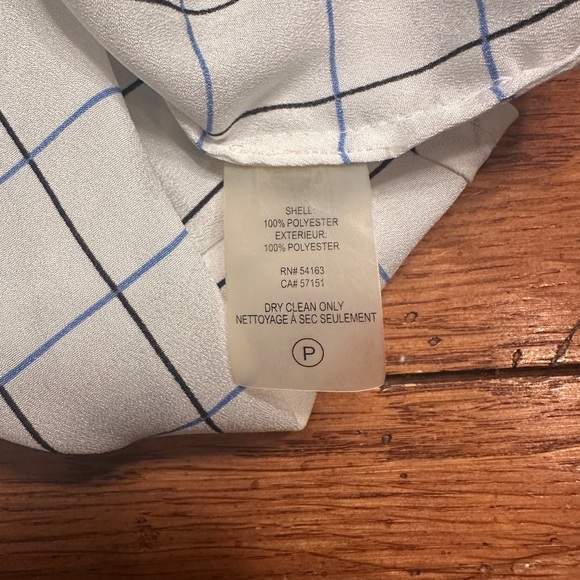 SHELL:
100% POLYESTER
EXTERIEUR:
100% POLYESTER
RN# 54163
CA# 57151
DRY CLEAN ONLY
NETTOYAGE À SEC SEULEMENT
P